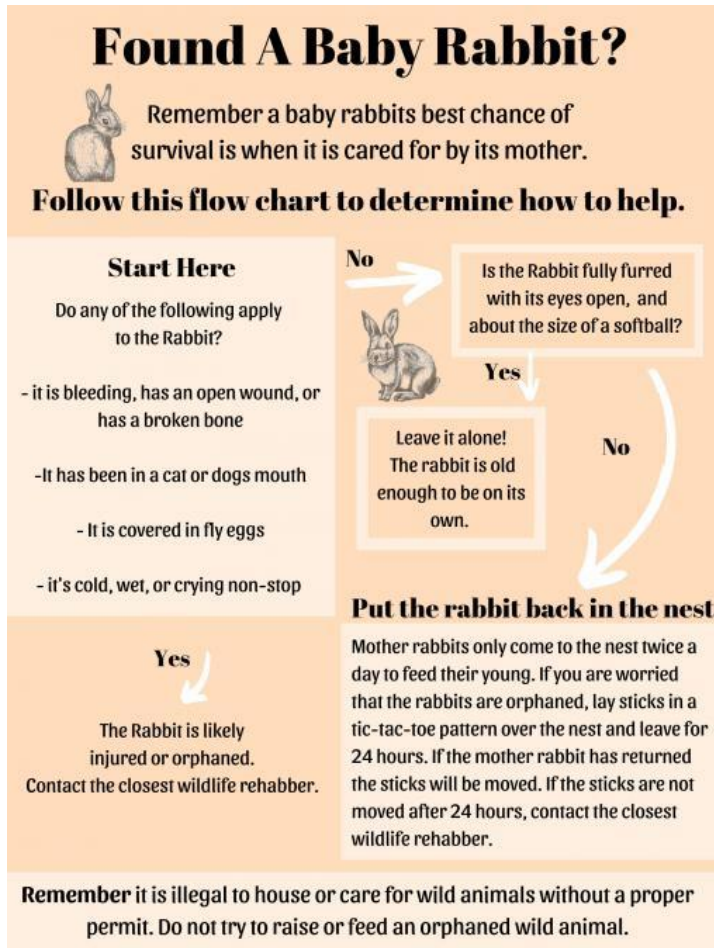 Found A Baby Rabbit?
Remember a baby rabbits best chance of
survival is when it is cared for by its mother.
Follow this flow chart to determine how to help.
Start Here
Do any of the following apply
to the Rabbit?
- it is bleeding, has an open wound, or
has a broken bone
-It has been in a cat or dogs mouth
- It is covered in fly eggs
- it's cold, wet, or crying non-stop
Yes
The Rabbit is likely
injured or orphaned.
Contact the closest wildlife rehabber.
No
Is the Rabbit fully furred
with its eyes open, and
about the size of a softball?
Yes
Leave it alone!
The rabbit is old
enough to be on its
own.
No
Put the rabbit back in the nest
Mother rabbits only come to the nest twice a
day to feed their young. If you are worried
that the rabbits are orphaned, lay sticks in a
tic-tac-toe pattern over the nest and leave for
24 hours. If the mother rabbit has returned
the sticks will be moved. If the sticks are not
moved after 24 hours, contact the closest
wildlife rehabber.
Remember it is illegal to house or care for wild animals without a proper
permit. Do not try to raise or feed an orphaned wild animal.